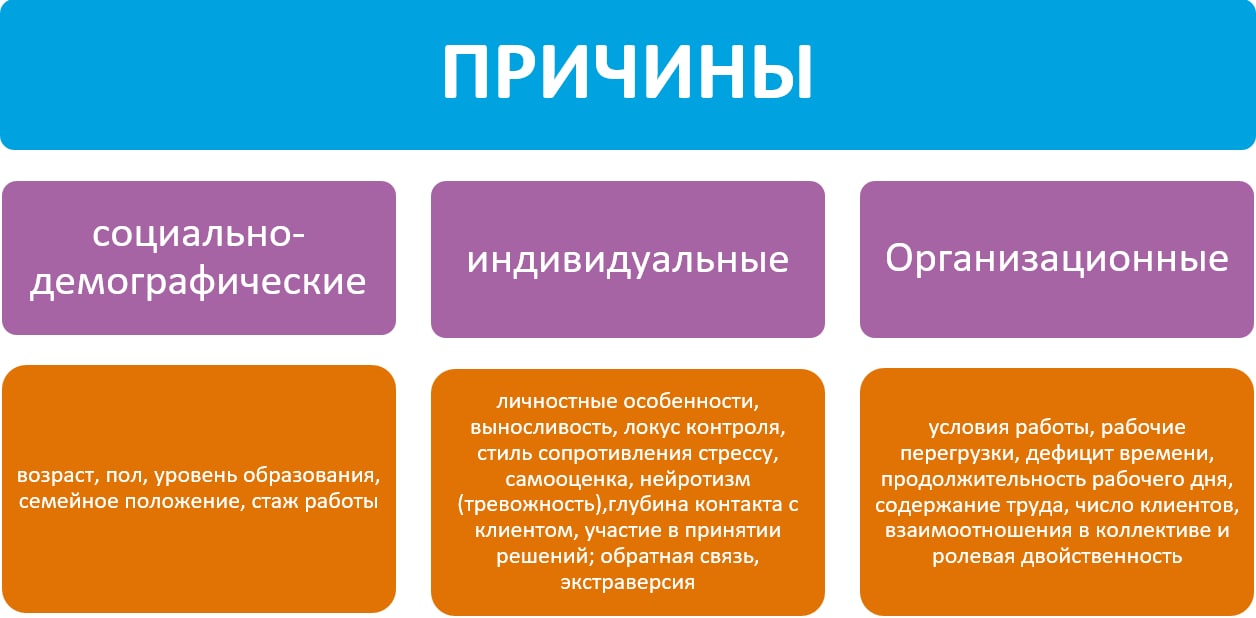 ПРИЧИНЫ
социально-
демографические
индивидуальные
Организационные
возраст, пол, уровень образования,
семейное положение, стаж работы
личностные особенности,
выносливость, локус контроля,
стиль сопротивления стрессу,
самооценка, нейротизм
(тревожность),глубина контакта с
клиентом, участие в принятии
решений; обратная связь,
экстраверсия
условия работы, рабочие
перегрузки, дефицит времени,
продолжительность рабочего дня,
содержание труда, число клиентов,
взаимоотношения в коллективе и
ролевая двойственность